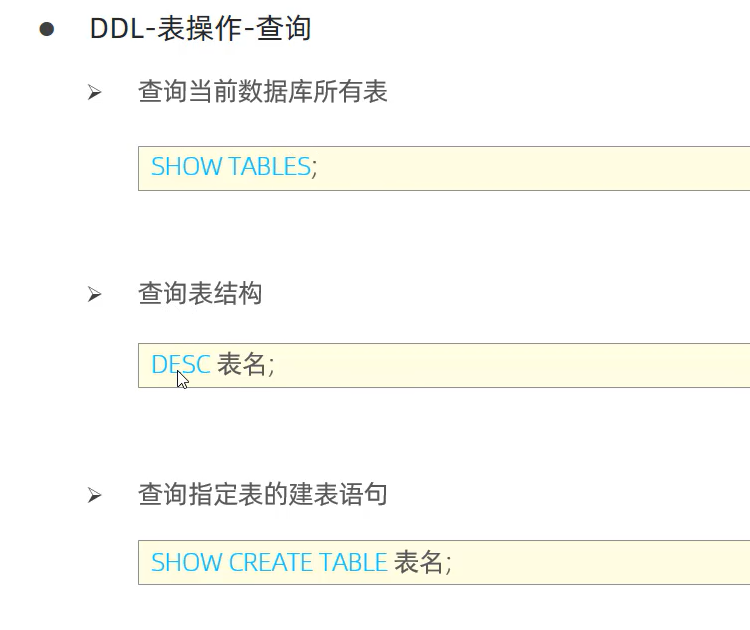 DDL-表操作-查询
查询当前数据库所有表
SHOW TABLES;
查询表结构
DESC 表名;
查询指定表的建表语句
SHOW CREATE TABLE 表名;